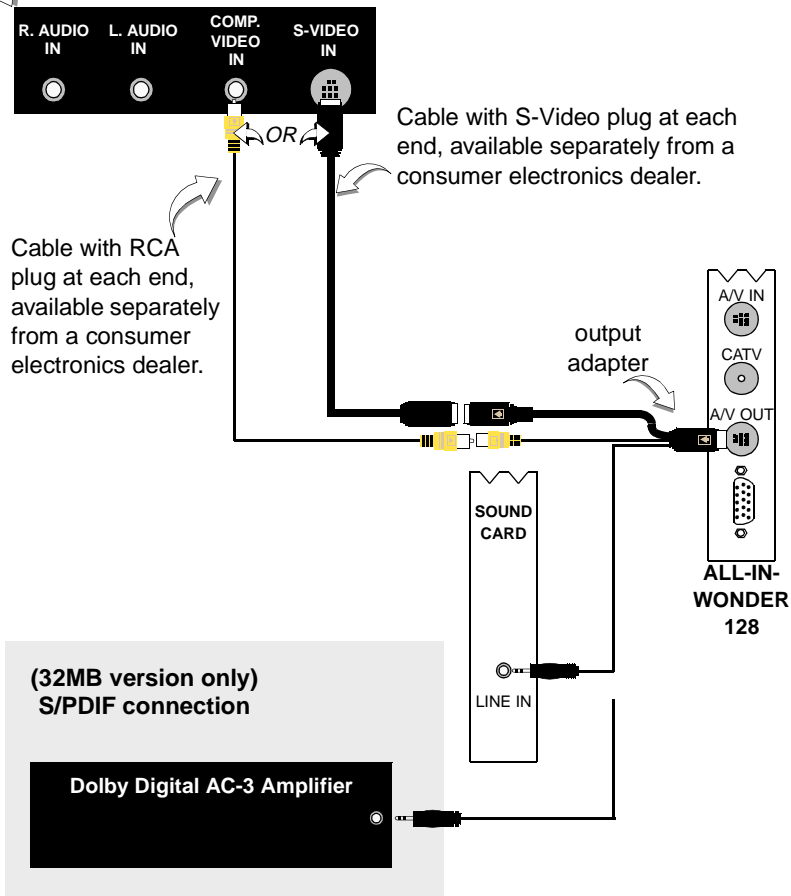 R. AUDIO
IN
L. AUDIO
IN
COMP.
VIDEO
IN
S-VIDEO
IN
OR
Cable with S-Video plug at each
end, available separately from a
consumer electronics dealer.
Cable with RCA
plug at each end,
available separately
from a consumer
electronics dealer.
output
adapter
A/V IN
CATV
A/V OUT
SOUND
CARD
LINE IN
ALL-IN-
WONDER
128
(32MB version only)
S/PDIF connection
Dolby Digital AC-3 Amplifier